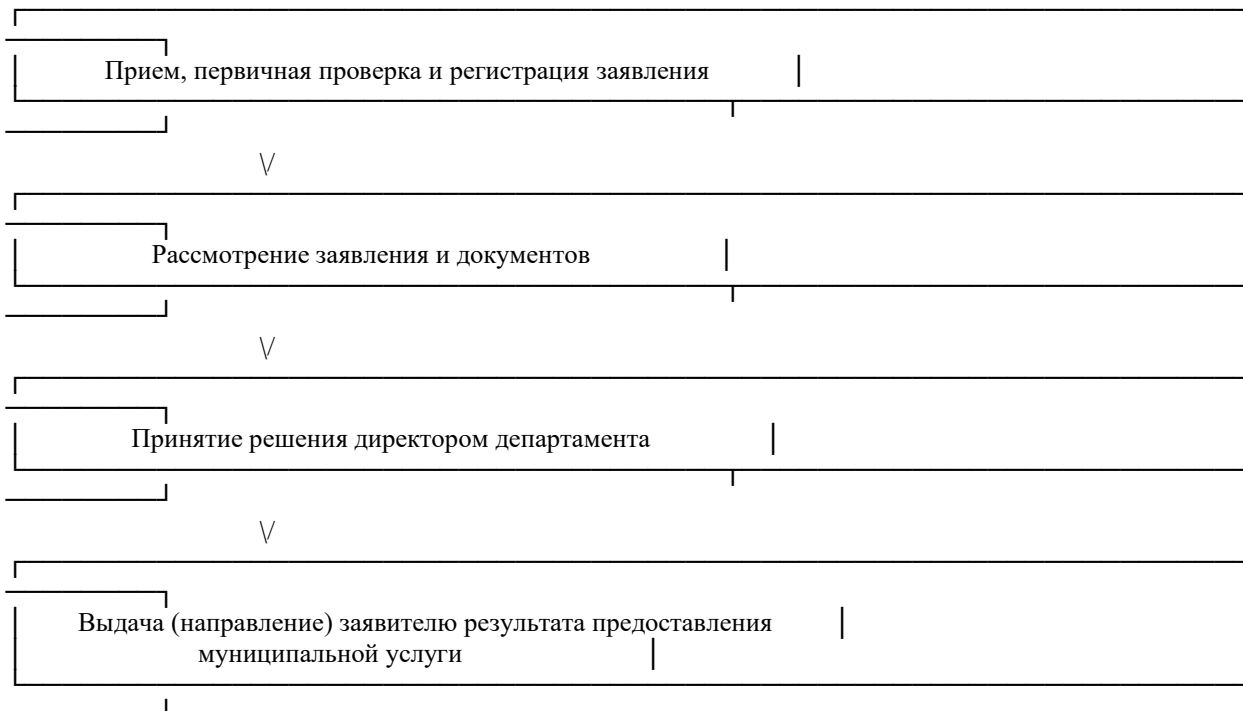 Прием, первичная проверка и регистрация заявления
\/
Рассмотрение заявления и документов
\/
Принятие решения директором департамента
\/
Выдача (направление) заявителю результата предоставления
муниципальной услуги